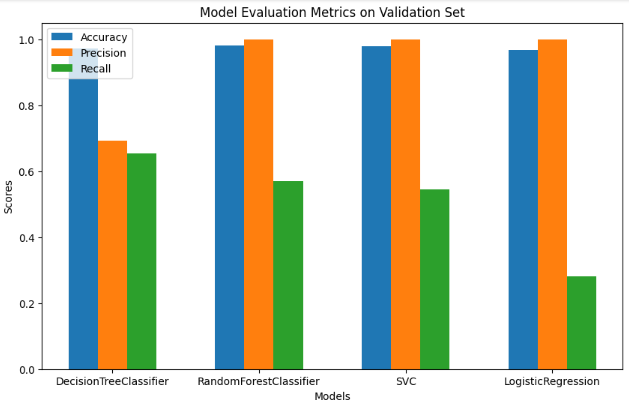 Model Evaluation Metrics on Validation Set
Accuracy
Precision
Recall
1.0
0.8
0.6
0.4
0.2
0.0
Scores
DecisionTreeClassifier
RandomForestClassifier
SVC
LogisticRegression
Models